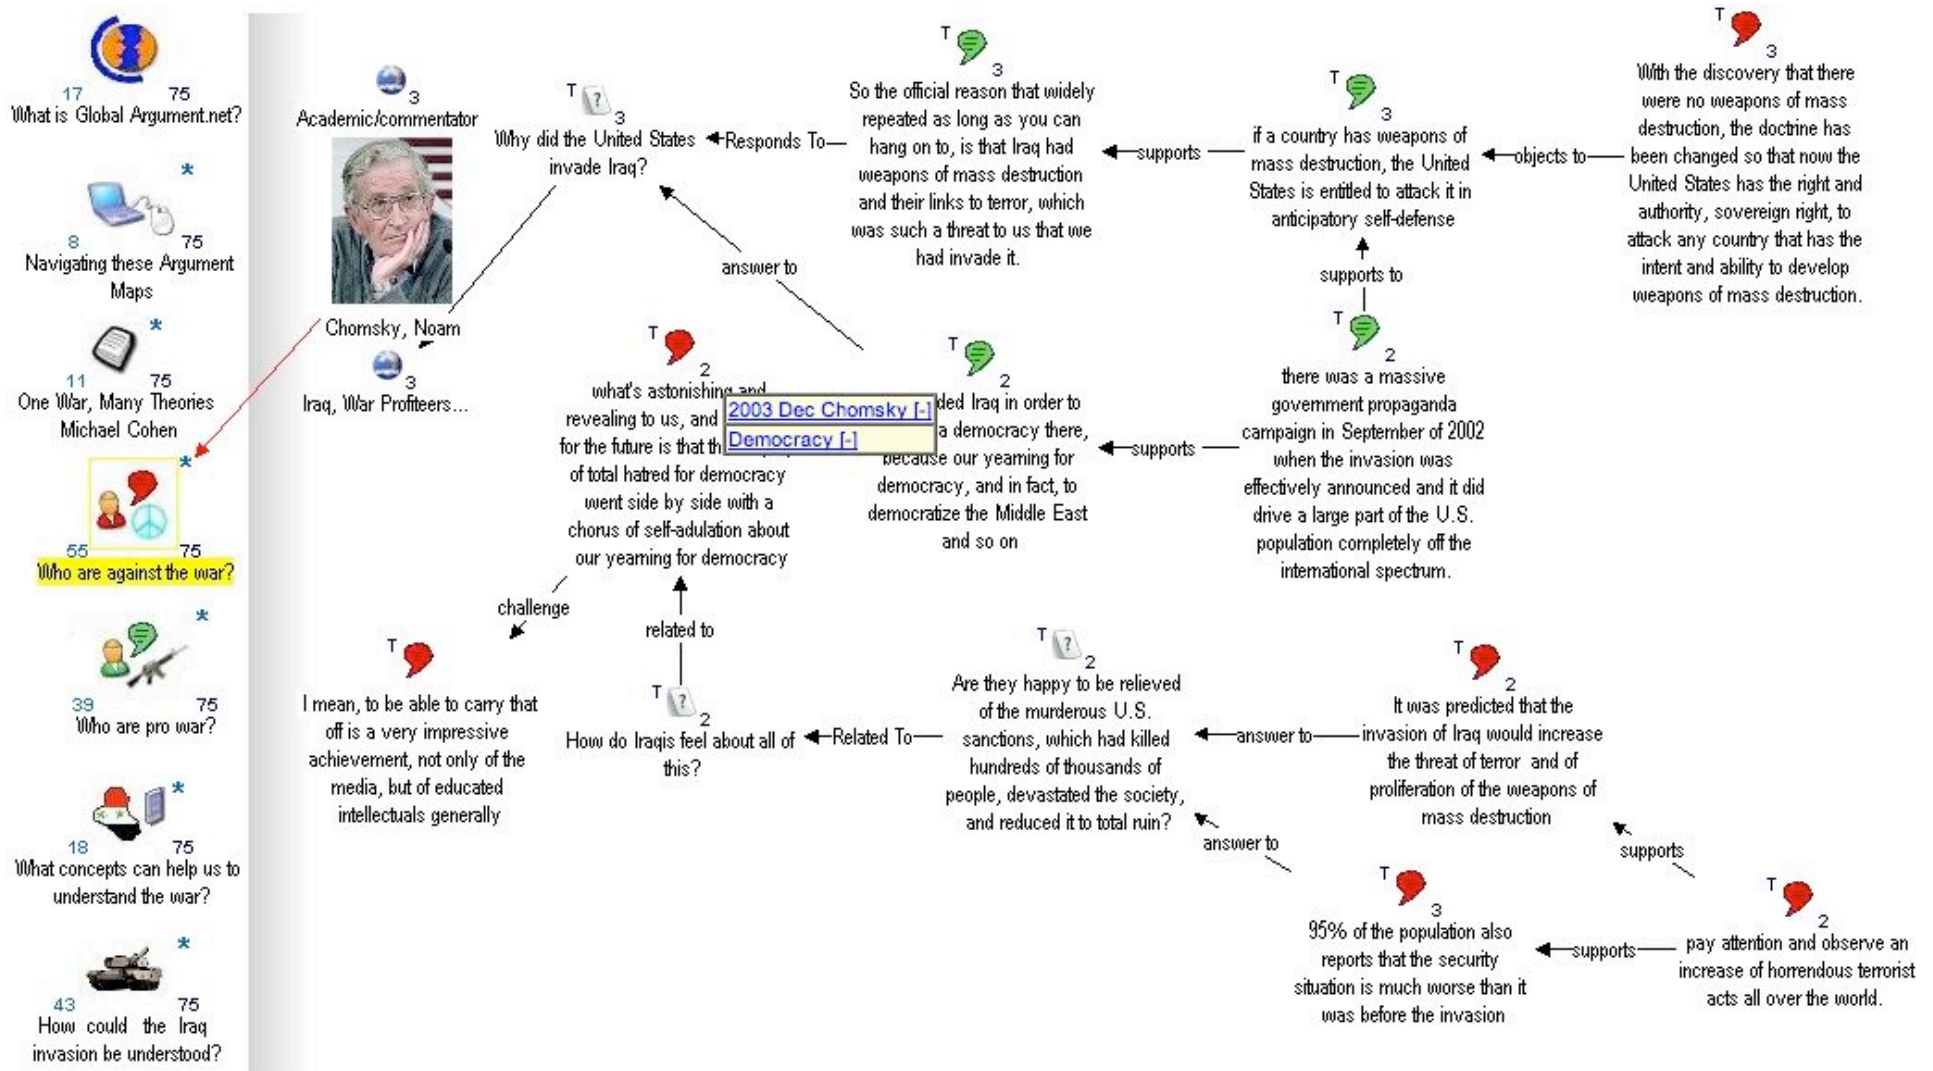 17 75
What is Global Argument.net?
*
8 75
Navigating these Argument
Maps
*
11 75
One War, Many Theories
Michael Cohen
*
55 75
Who are against the war?
*
39 75
Who are pro war?
*
18 75
What concepts can help us to
understand the war?
*
43 75
How could the Iraq
invasion be understood?
3
Academic/commentator
Chomsky, Noam
3
Iraq, War Profiteers...
T ?
3
Why did the United States
invade Iraq?
Responds To
T
3
So the official reason that widely
repeated as long as you can
hang on to, is that Iraq had
weapons of mass destruction
and their links to terror, which
was such a threat to us that we
had invade it.
supports
T
3
if a country has weapons of
mass destruction, the United
States is entitled to attack it in
anticipatory self-defense
objects to
T
3
With the discovery that there
were no weapons of mass
destruction, the doctrine has
been changed so that now the
United States has the right and
authority, sovereign right, to
attack any country that has the
intent and ability to develop
weapons of mass destruction.
answer to
supports to
T
2
what's astonishing and
revealing to us, and
for the future is that th
of total hatred for democracy
went side by side with a
chorus of self-adulation about
our yearning for democracy
2003 Dec Chomsky [-]
Democracy [-]
T
2
ded Iraq in order to
a democracy there,
because our yearning for
democracy, and in fact, to
democratize the Middle East
and so on
supports
T
2
there was a massive
government propaganda
campaign in September of 2002
when the invasion was
effectively announced and it did
drive a large part of the U.S.
population completely off the
international spectrum.
challenge
related to
T
I mean, to be able to carry that
off is a very impressive
achievement, not only of the
media, but of educated
intellectuals generally
T ?
2
How do Iraqis feel about all of
this?
Related To
T ?
2
Are they happy to be relieved
of the murderous U.S.
sanctions, which had killed
hundreds of thousands of
people, devastated the society,
and reduced it to total ruin?
answer to
T
2
It was predicted that the
invasion of Iraq would increase
the threat of terror and of
proliferation of the weapons of
mass destruction
answer to
supports
T
3
95% of the population also
reports that the security
situation is much worse than it
was before the invasion
supports
T
2
pay attention and observe an
increase of horrendous terrorist
acts all over the world.